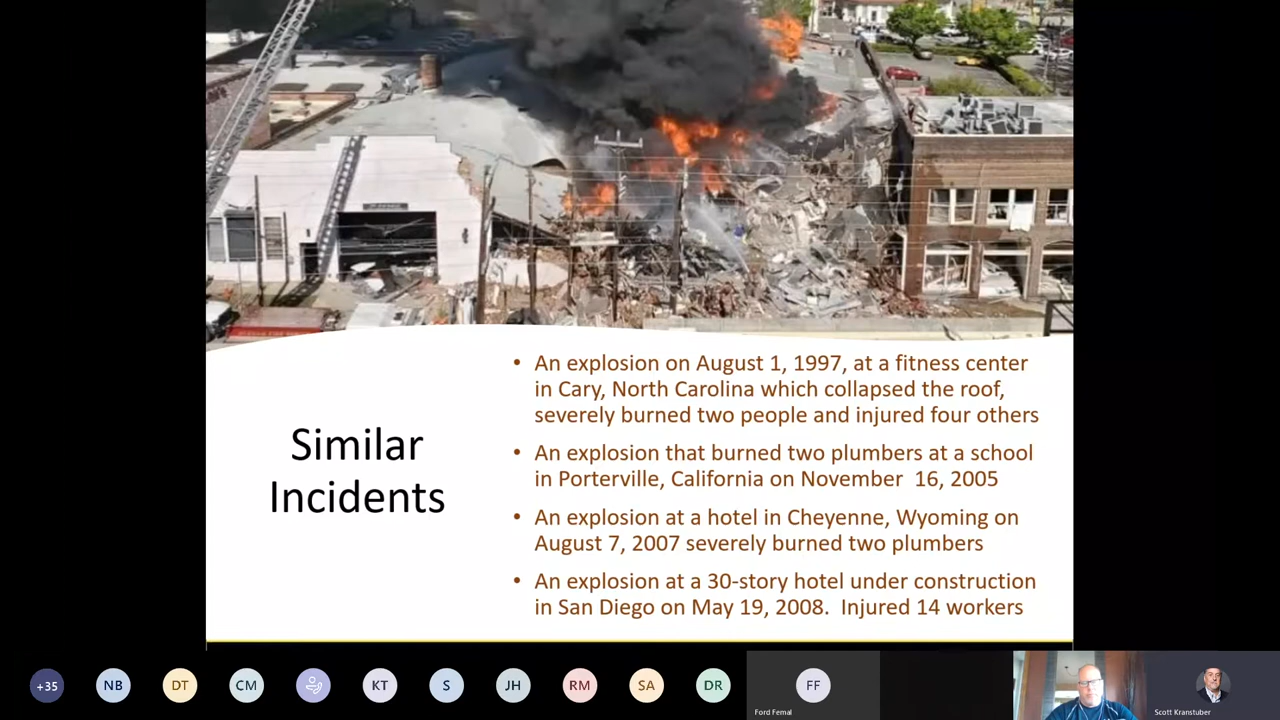 Similar
Incidents
• An explosion on August 1, 1997, at a fitness center
in Cary, North Carolina which collapsed the roof,
severely burned two people and injured four others
• An explosion that burned two plumbers at a school
in Porterville, California on November  16, 2005
• An explosion at a hotel in Cheyenne, Wyoming on
August 7, 2007 severely burned two plumbers
• An explosion at a 30-story hotel under construction
in San Diego on May 19, 2008.  Injured 14 workers
+35
NB
DT
CM
KT
S
JH
RM
SA
DR
FF
Ford Femal
Scott Kranstuber